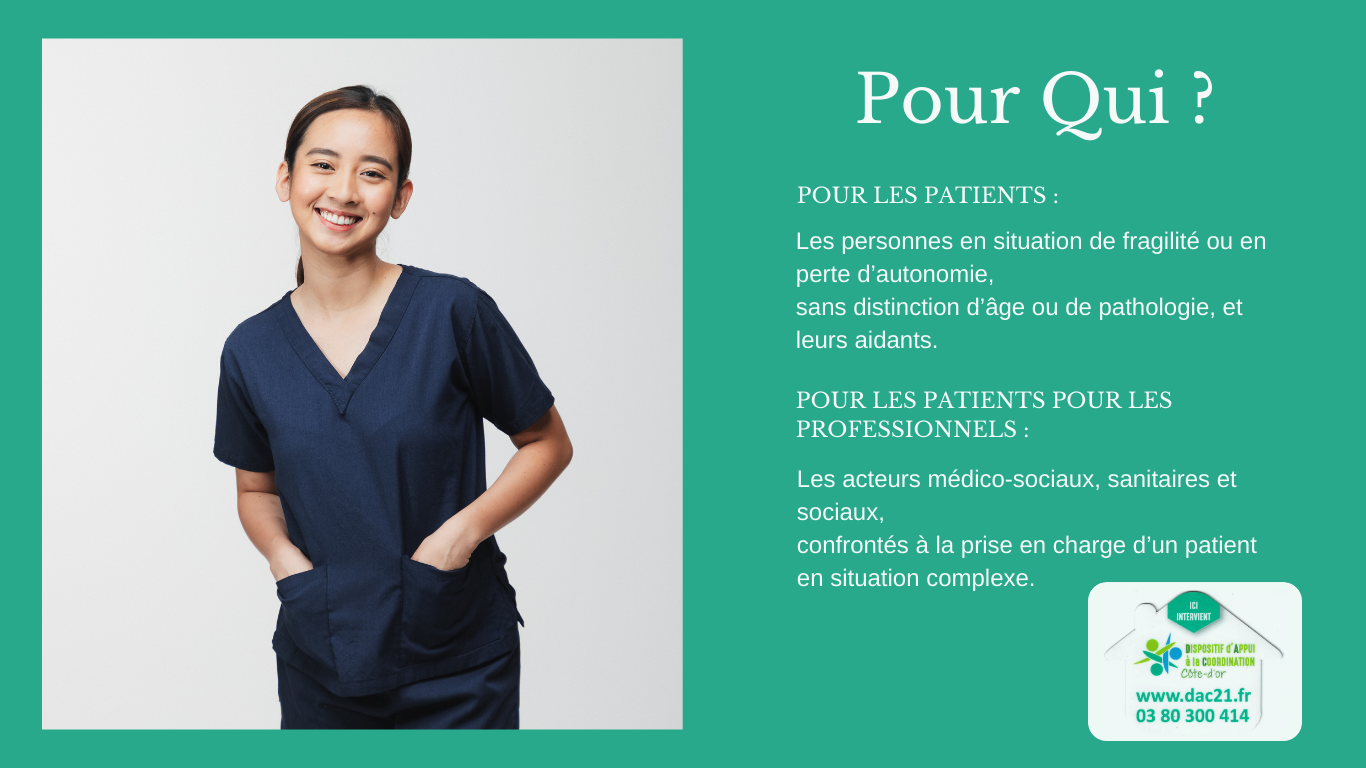 Pour Qui ?
POUR LES PATIENTS :
Les personnes en situation de fragilité ou en
perte d’autonomie,
sans distinction d’âge ou de pathologie, et
leurs aidants.
POUR LES PATIENTS POUR LES
PROFESSIONNELS :
Les acteurs médico-sociaux, sanitaires et
sociaux,
confrontés à la prise en charge d’un patient
en situation complexe.
ICI
INTERVIENT
DISPOSITIF d'APPUI
à la COORDINATION
Côte-d'or
www.dac21.fr
03 80 300 414